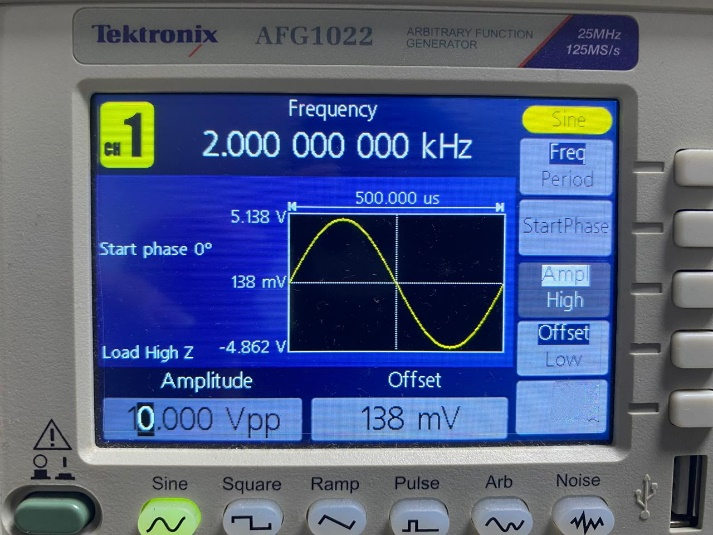 Tektronix AFG1022 ARBITRARY FUNCTION GENERATOR 25MHz 125MS/s
CH 1
Frequency
2.000 000 000 kHz
Sine
Freq
Period
500.000 us
5.138 V
Start phase 0°
StartPhase
138 mV
Ampl
High
Load High Z
-4.862 V
Offset
Low
Amplitude
Offset
10.000 Vpp
138 mV
Sine
Square
Ramp
Pulse
Arb
Noise